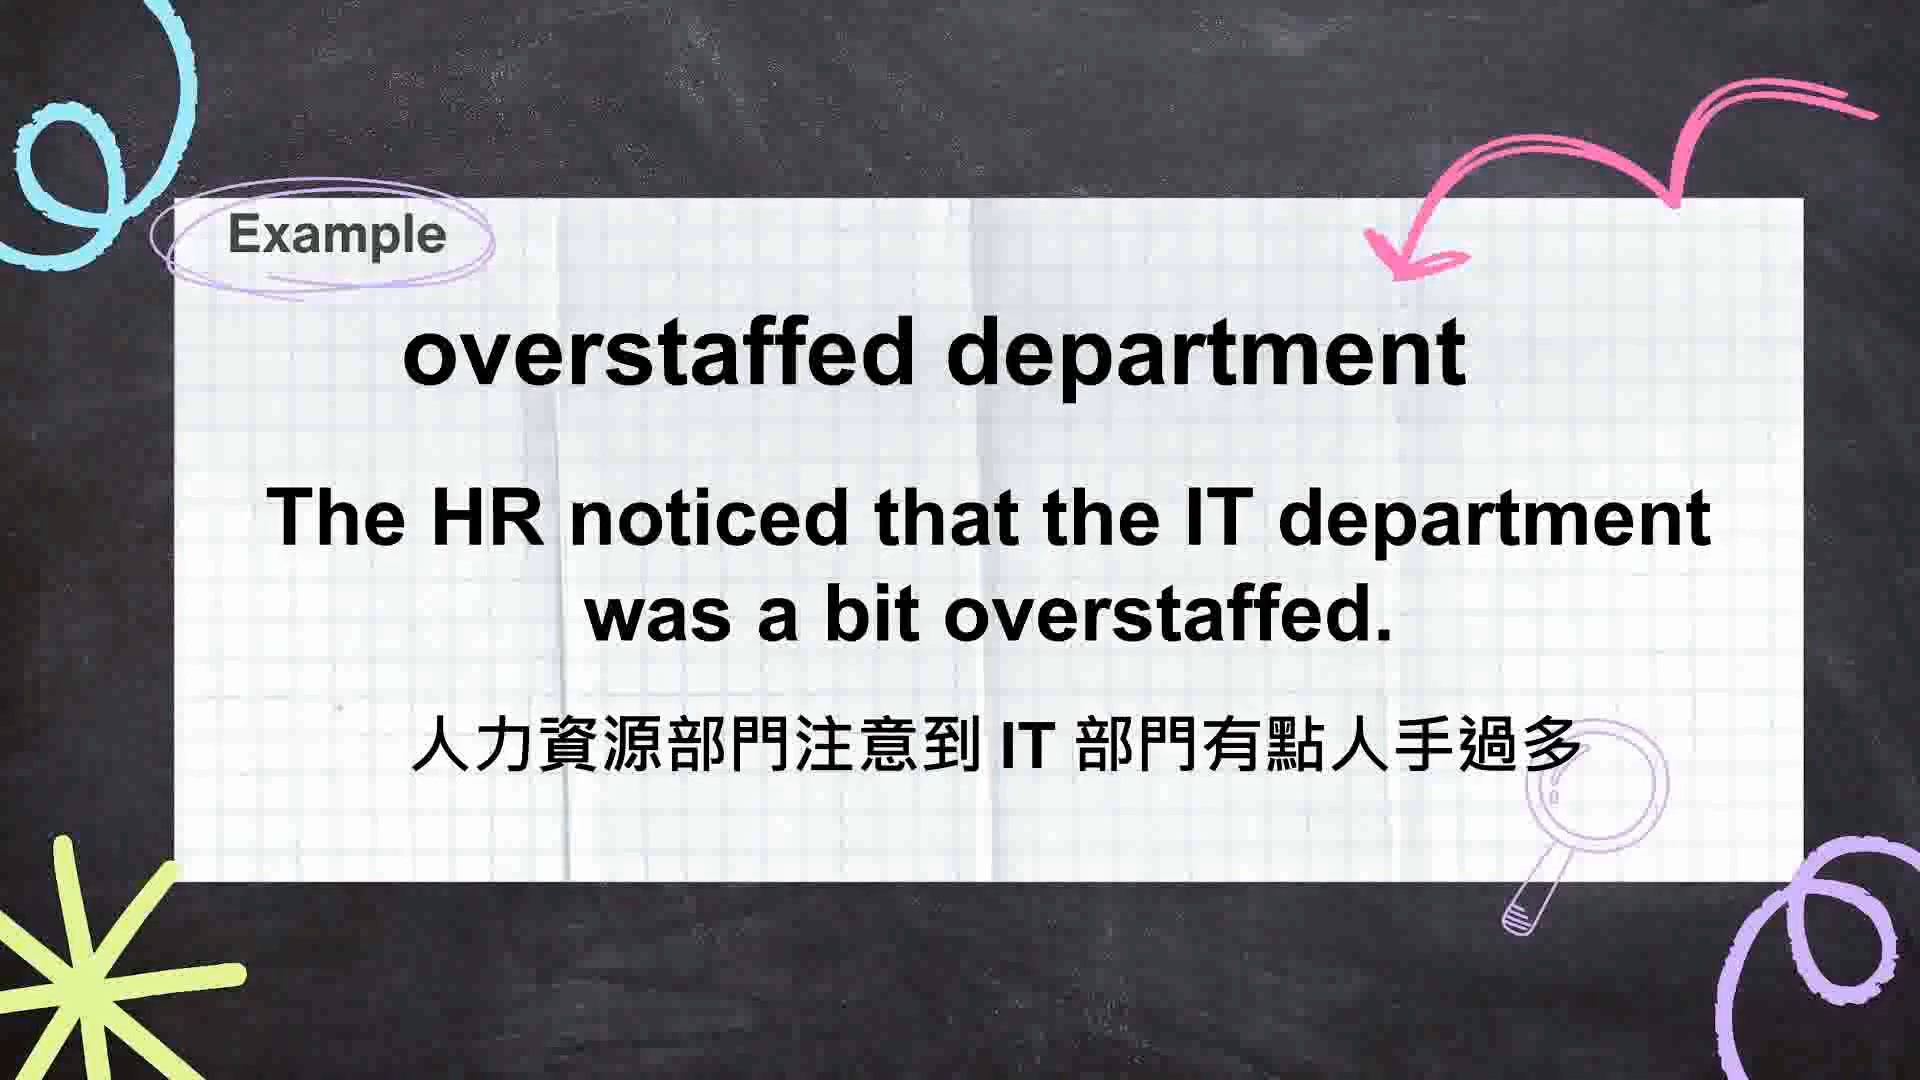 Example
overstaffed department
The HR noticed that the IT department
was a bit overstaffed.
人力資源部門注意到 IT 部門有點人手過多